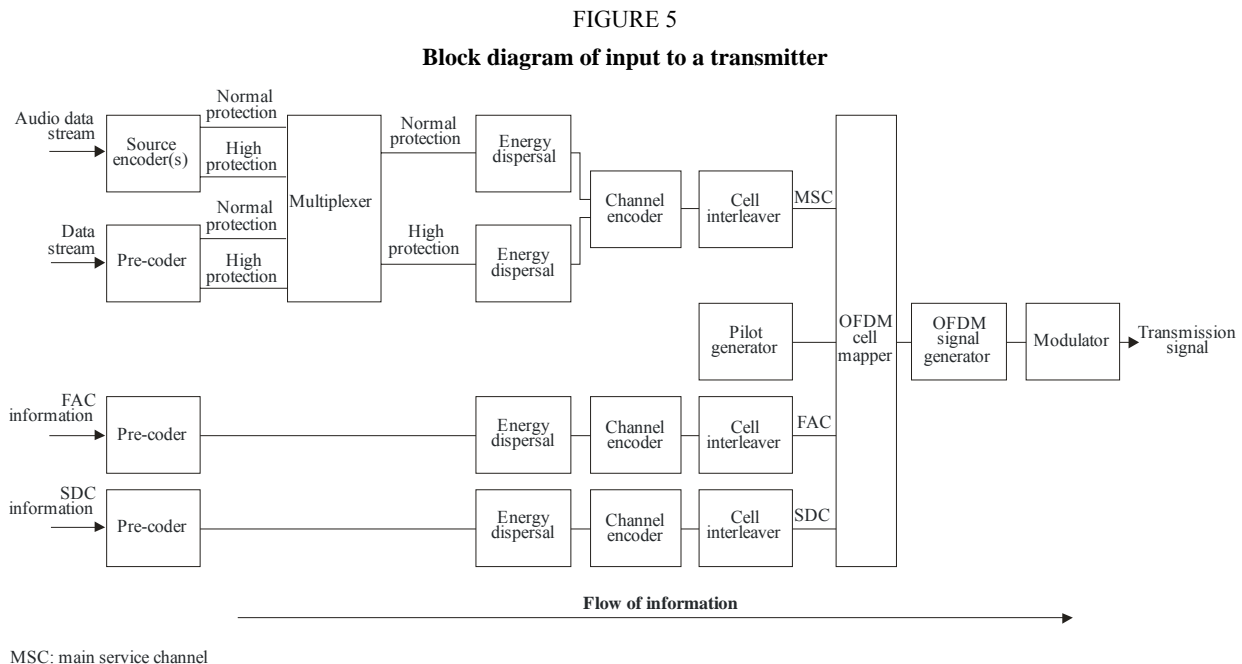 FIGURE 5
Block diagram of input to a transmitter
Audio data
stream
Source
encoder(s)
Normal
protection
High
protection
Data
stream
Pre-coder
Normal
protection
High
protection
Multiplexer
Normal
protection
High
protection
Energy
dispersal
Energy
dispersal
Channel
encoder
Cell
interleaver
MSC
Pilot
generator
OFDM
cell
mapper
OFDM
signal
generator
Modulator
Transmission
signal
FAC
information
Pre-coder
Energy
dispersal
Channel
encoder
Cell
interleaver
FAC
SDC
information
Pre-coder
Energy
dispersal
Channel
encoder
Cell
interleaver
SDC
Flow of information
MSC: main service channel